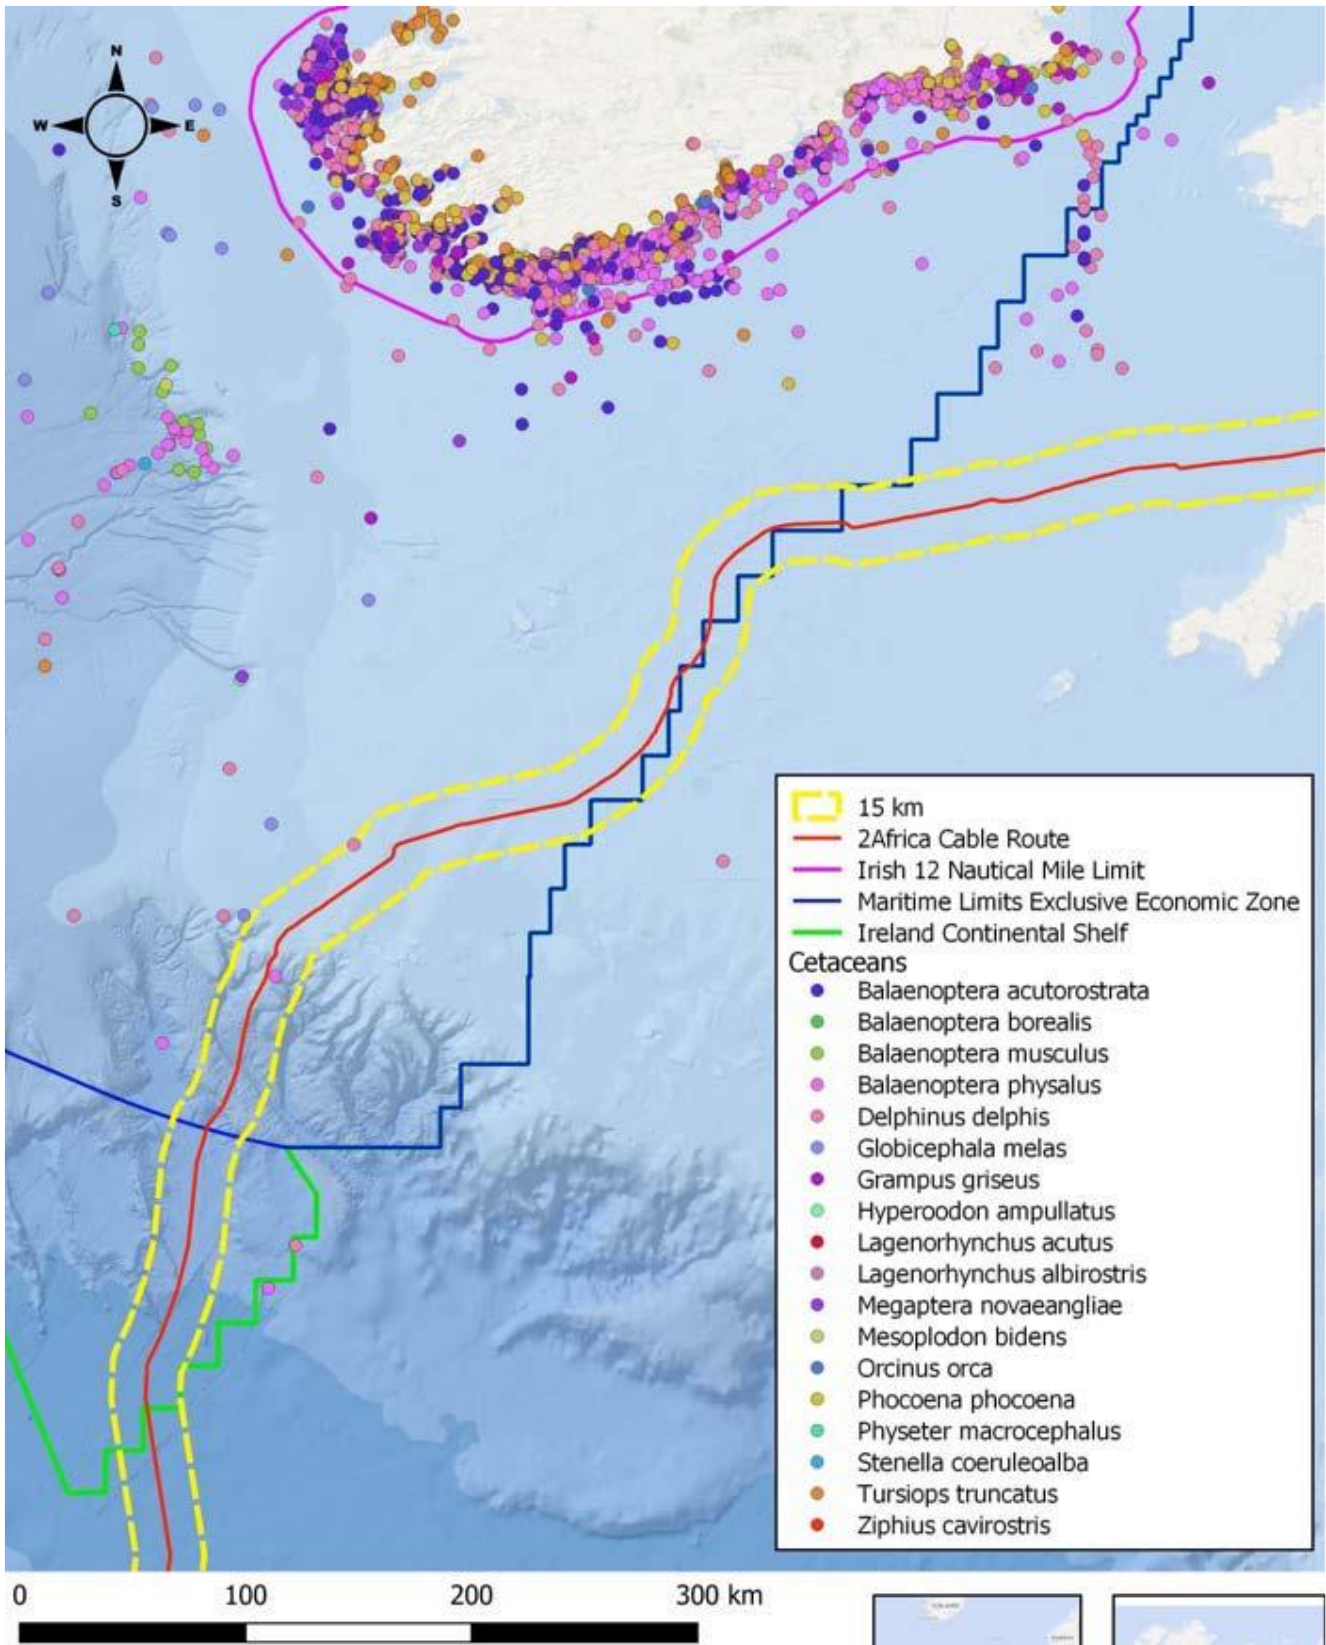 N
W E
S
15 km
2Africa Cable Route
Irish 12 Nautical Mile Limit
Maritime Limits Exclusive Economic Zone
Ireland Continental Shelf
Cetaceans
Balaenoptera acutorostrata
Balaenoptera borealis
Balaenoptera musculus
Balaenoptera physalus
Delphinus delphis
Globicephala melas
Grampus griseus
Hyperoodon ampullatus
Lagenorhynchus acutus
Lagenorhynchus albirostris
Megaptera novaeangliae
Mesoplodon bidens
Orcinus orca
Phocoena phocoena
Physeter macrocephalus
Stenella coeruleoalba
Tursiops truncatus
Ziphius cavirostris
0 100 200 300 km